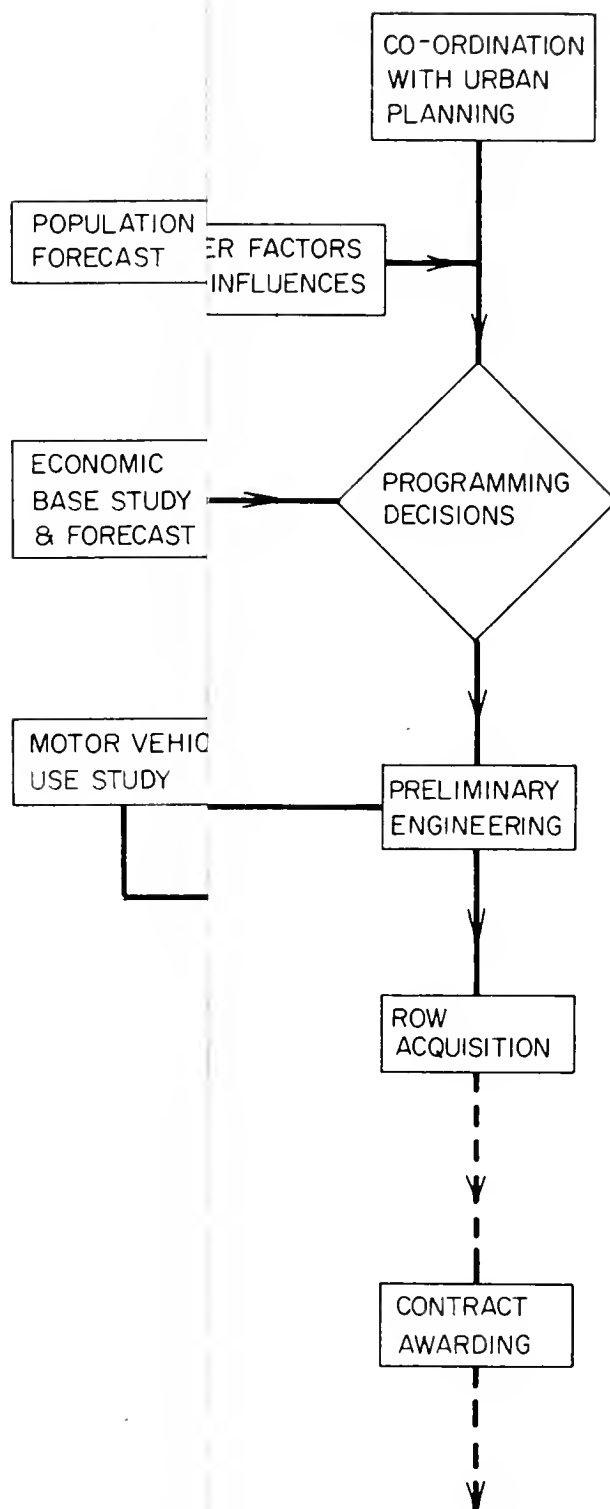 CO-ORDINATION
WITH URBAN
PLANNING
POPULATION
FORECAST
ER FACTORS
INFLUENCES
ECONOMIC
BASE STUDY
& FORECAST
PROGRAMMING
DECISIONS
MOTOR VEHIC
USE STUDY
PRELIMINARY
ENGINEERING
ROW
ACQUISITION
CONTRACT
AWARDING